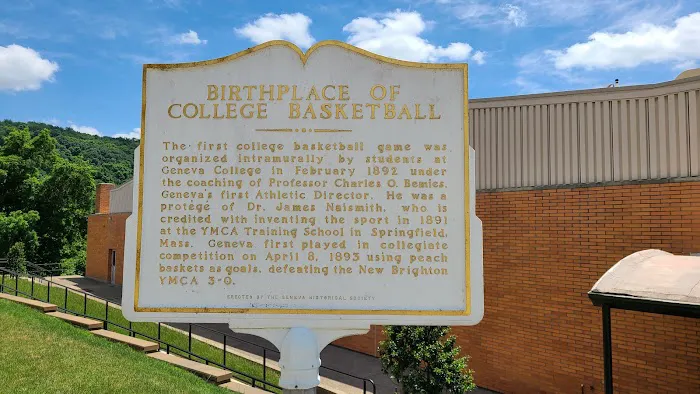 BIRTHPLACE OF
COLLEGE BASKETBALL
The first college basketball game was
organized intramurally by students at
Geneva College in February 1892 under
the coaching of Professor Charles O. Bemies,
Geneva's first Athletic Director. He was a
protégé of Dr. James Naismith, who is
credited with inventing the sport in 1891
at the YMCA Training School in Springfield,
Mass. Geneva first played in collegiate
competition on April 8, 1893 using peach
baskets as goals, defeating the New Brighton
YMCA 3-0.
ERECTED BY THE GENEVA HISTORICAL SOCIETY